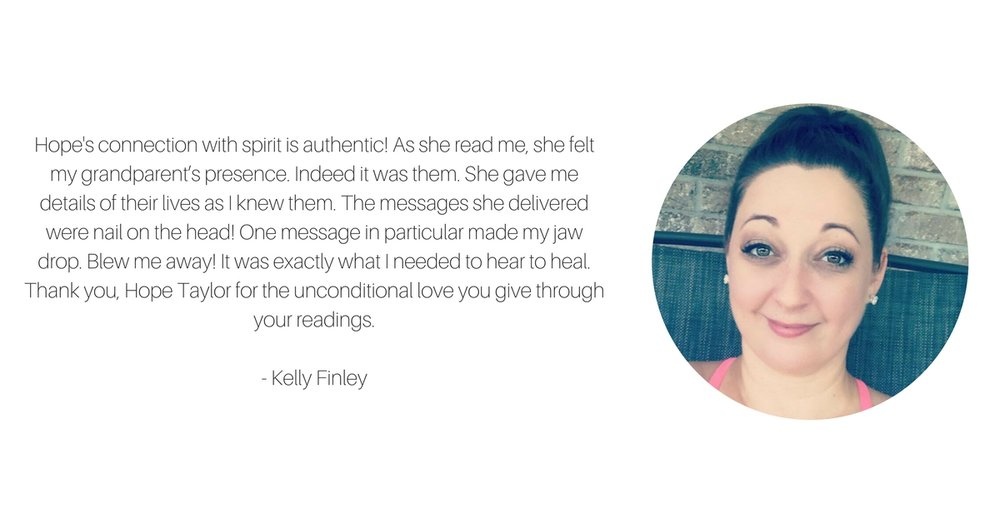 Hope's connection with spirit is authentic! As she read me, she felt
my grandparent’s presence. Indeed it was them. She gave me
details of their lives as I knew them. The messages she delivered
were nail on the head! One message in particular made my jaw
drop. Blew me away! It was exactly what I needed to hear to heal.
Thank you, Hope Taylor for the unconditional love you give through
your readings.
- Kelly Finley